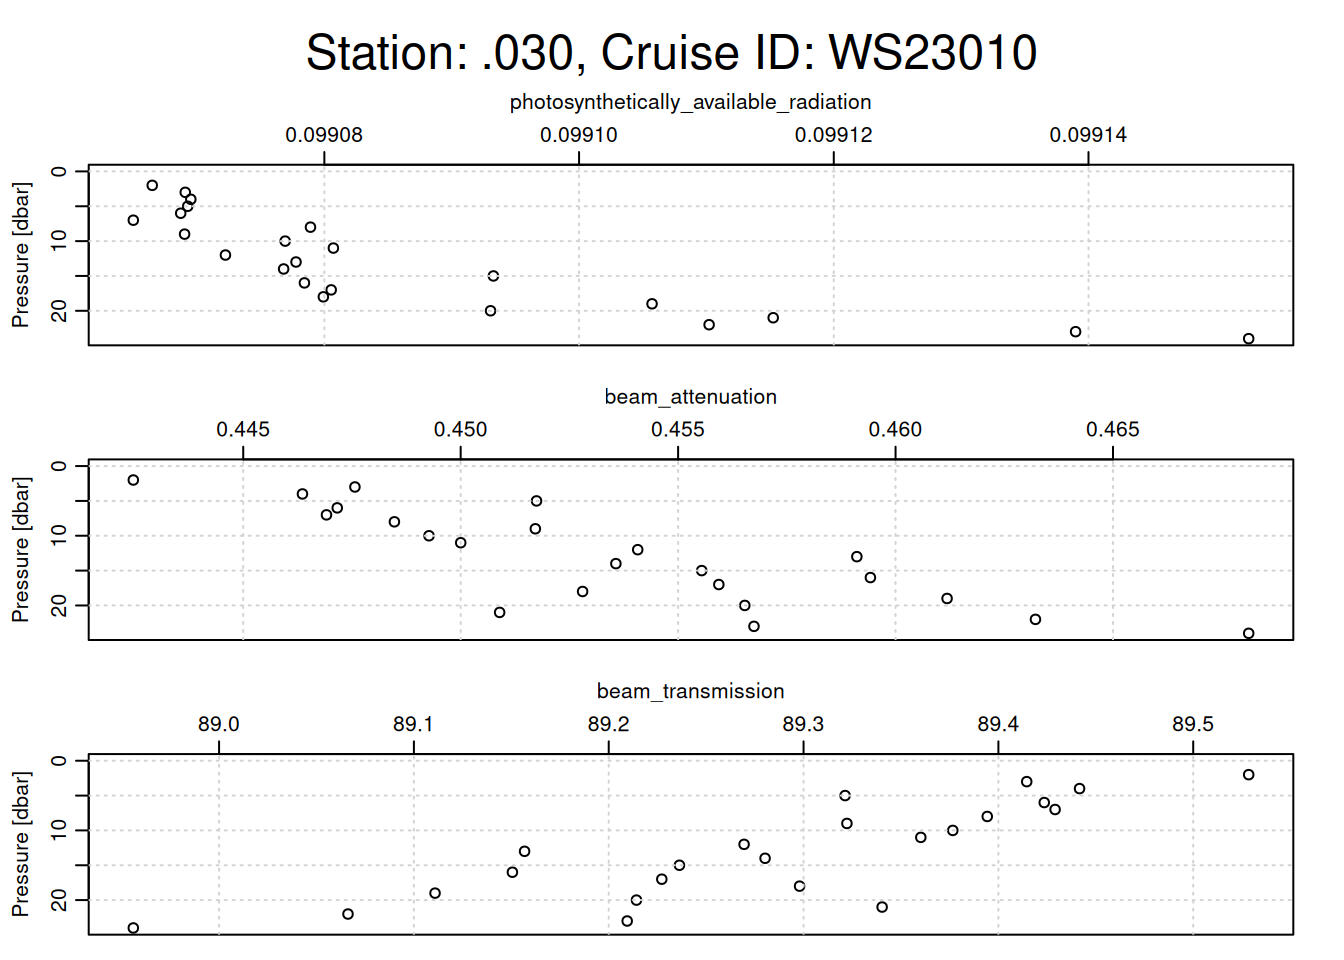 Station: .030, Cruise ID: WS23010
photosynthetically_available_radiation
0.09908 0.09910 0.09912 0.09914
Pressure [dbar]
0
10
20
beam_attenuation
0.445 0.450 0.455 0.460 0.465
Pressure [dbar]
0
10
20
beam_transmission
89.0 89.1 89.2 89.3 89.4 89.5
Pressure [dbar]
0
10
20